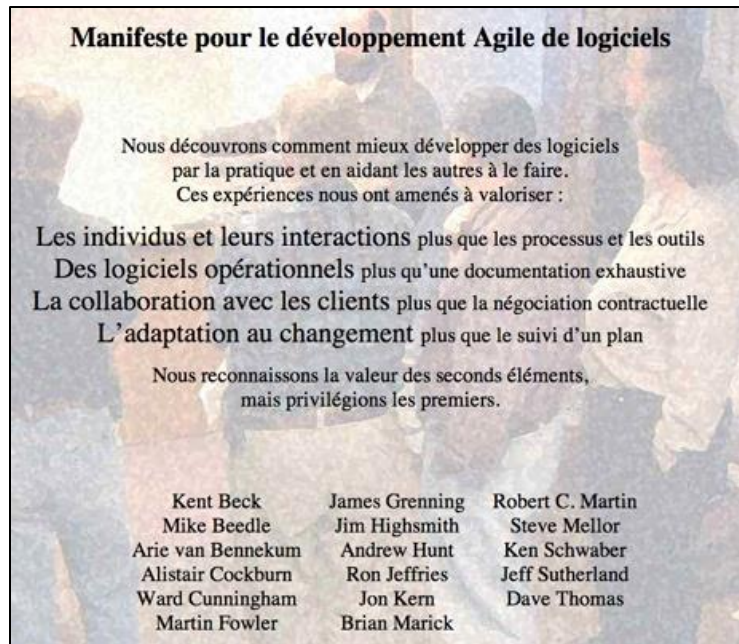 Manifeste pour le développement Agile de logiciels
Nous découvrons comment mieux développer des logiciels
par la pratique et en aidant les autres à le faire.
Ces expériences nous ont amenés à valoriser :
Les individus et leurs interactions plus que les processus et les outils
Des logiciels opérationnels plus qu’une documentation exhaustive
La collaboration avec les clients plus que la négociation contractuelle
L’adaptation au changement plus que le suivi d’un plan
Nous reconnaissons la valeur des seconds éléments,
mais privilégions les premiers.
Kent Beck James Grenning Robert C. Martin
Mike Beedle Jim Highsmith Steve Mellor
Arie van Bennekum Andrew Hunt Ken Schwaber
Alistair Cockburn Ron Jeffries Jeff Sutherland
Ward Cunningham Jon Kern Dave Thomas
Martin Fowler Brian Marick